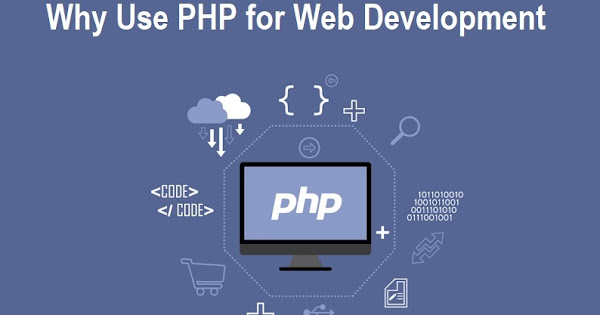 Why Use PHP for Web Development
{ }
<CODE>
</ CODE>
php
1011010010
1001011001
0011101010
0111001001